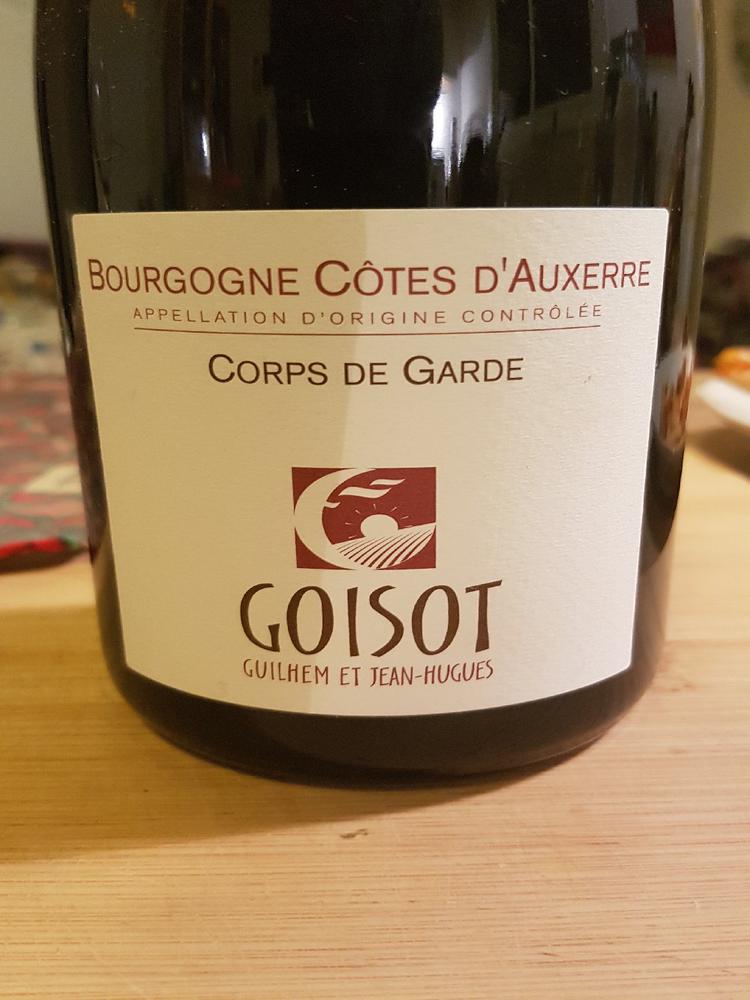 BOURGOGNE CÔTES D'AUXERRE
APPELLATION D'ORIGINE CONTRÔLÉE
CORPS DE GARDE
GOISOT
GUILHEM ET JEAN-HUGUES